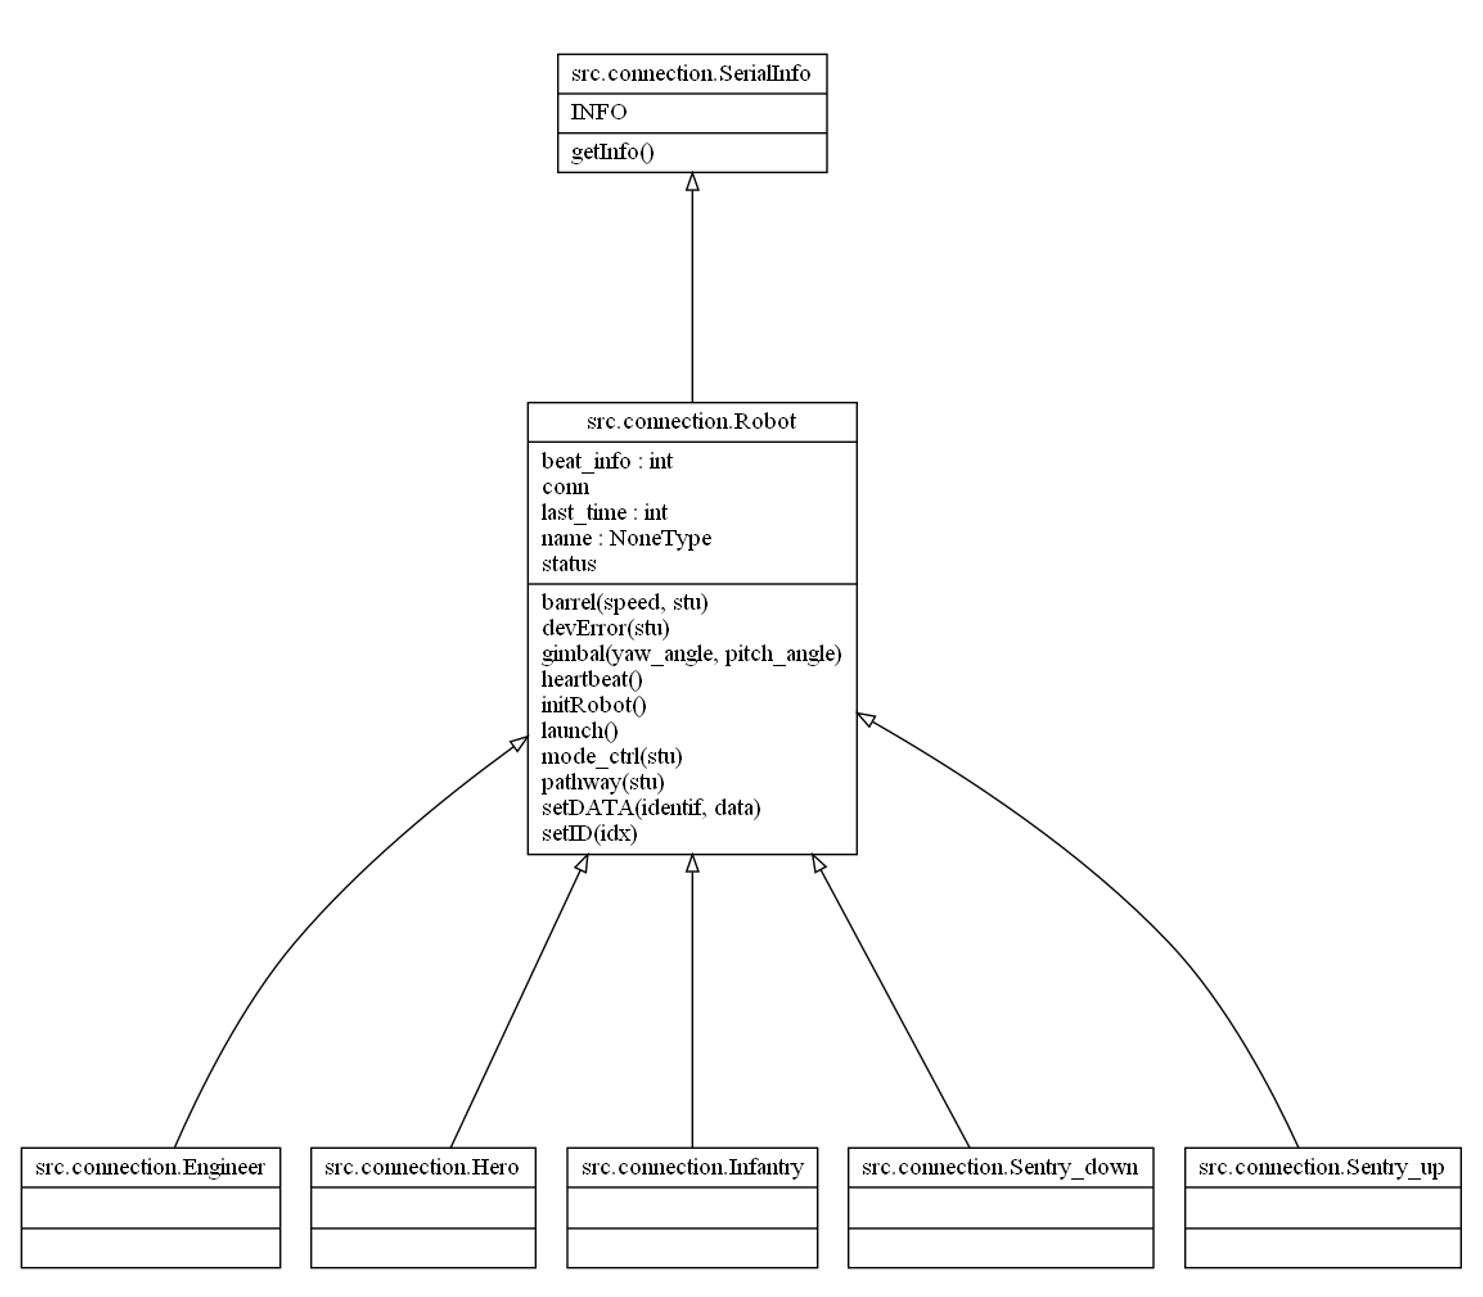 src.connection.SerialInfo
INFO
getInfo()
src.connection.Robot
beat_info : int
conn
last_time : int
name : NoneType
status
barrel(speed, stu)
devError(stu)
gimbal(yaw_angle, pitch_angle)
heartbeat()
initRobot()
launch()
mode_ctrl(stu)
pathway(stu)
setDATA(identif, data)
setID(idx)
src.connection.Engineer
src.connection.Hero
src.connection.Infantry
src.connection.Sentry_down
src.connection.Sentry_up